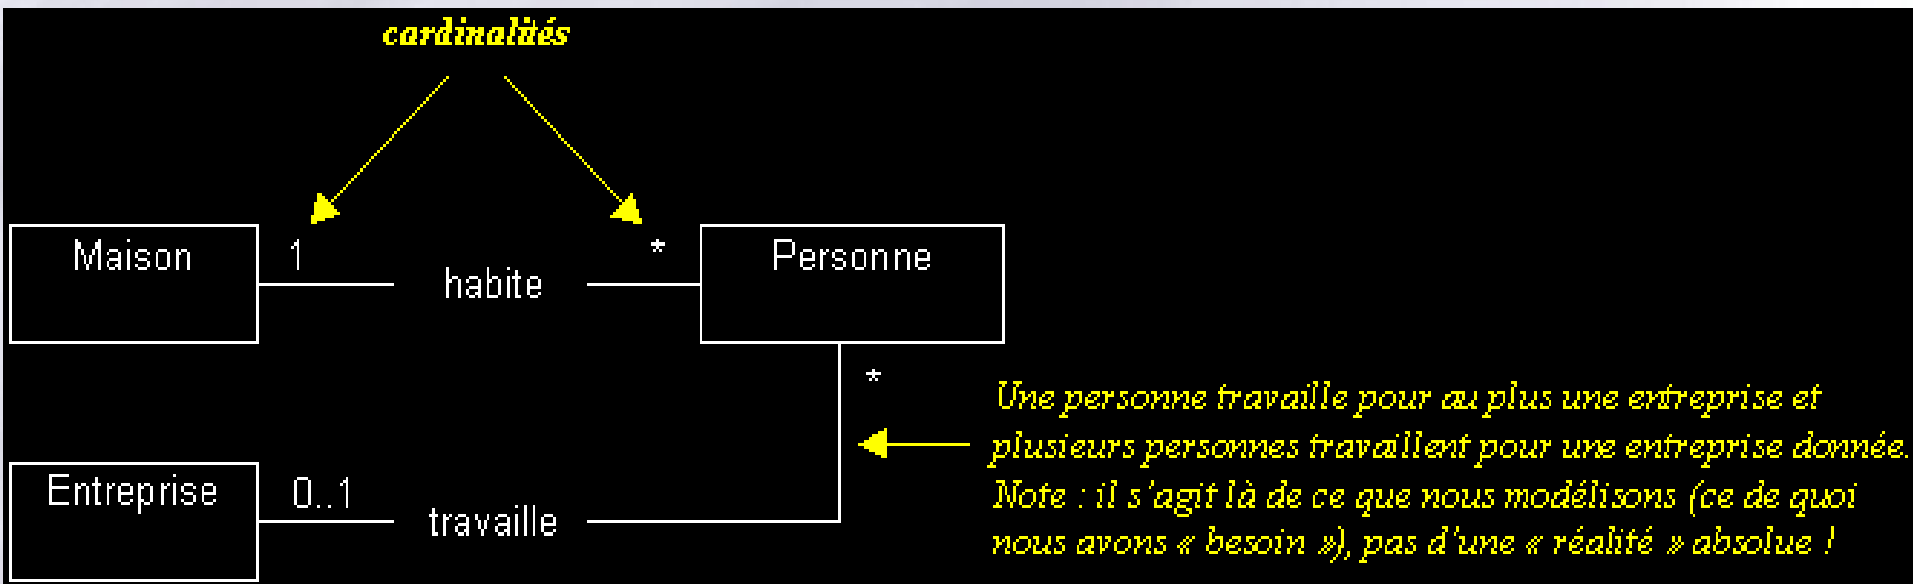 cardinalités
Maison
1
habite
*
Personne
*
Une personne travaille pour au plus une entreprise et
plusieurs personnes travaillent pour une entreprise donnée.
Note : il s'agit là de ce que nous modélisons (ce de quoi
nous avons « besoin »), pas d'une « réalité » absolue !
Entreprise
0..1
travaille